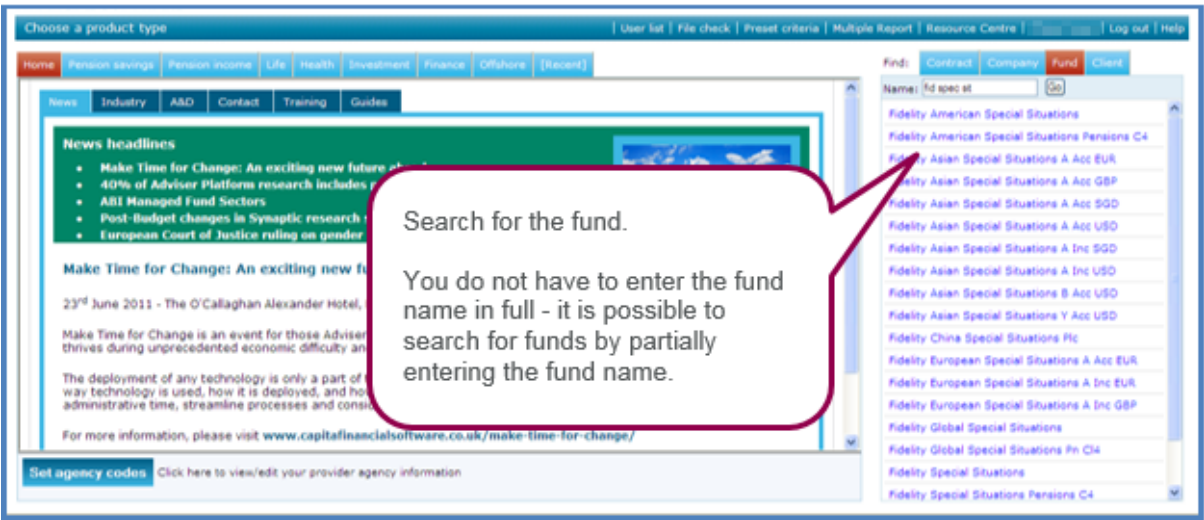 Choose a product type
| User list | File check | Preset criteria | Multiple Report | Resource Centre | | Log out | Help
Home Pension savings Pension income Life Health Investment Finance Offshore [Recent]
News Industry A&D Contact Training Guides
News headlines
• Make Time for Change: An exciting new future
• 40% of Adviser Platform research includes
• ABI Managed Fund Sectors
• Post-Budget changes in Synaptic research
• European Court of Justice ruling on gender
Make Time for Change: An exciting new
23rd June 2011 - The O'Callaghan Alexander Hotel,
Make Time for Change is an event for those Adviser
thrives during unprecedented economic difficulty
The deployment of any technology is only a part of
way technology is used, how it is deployed, and
administrative time, streamline processes and
For more information, please visit www.capitafinancialsoftware.co.uk/make-time-for-change/
Set agency codes Click here to view/edit your provider agency information
Search for the fund.
You do not have to enter the fund
name in full - it is possible to
search for funds by partially
entering the fund name.
Find: Contract Company Fund Client
Name: fid spec sit Go
Fidelity American Special Situations
Fidelity American Special Situations Pensions C4
Fidelity Asian Special Situations A Acc EUR
Fidelity Asian Special Situations A Acc GBP
Fidelity Asian Special Situations A Acc SGD
Fidelity Asian Special Situations A Acc USD
Fidelity Asian Special Situations A Inc SGD
Fidelity Asian Special Situations A Inc USD
Fidelity Asian Special Situations B Acc USD
Fidelity Asian Special Situations Y Acc USD
Fidelity China Special Situations Plc
Fidelity European Special Situations A Acc EUR
Fidelity European Special Situations A Inc EUR
Fidelity European Special Situations A Inc GBP
Fidelity Global Special Situations
Fidelity Global Special Situations Pn Cl4
Fidelity Special Situations
Fidelity Special Situations Pensions C4